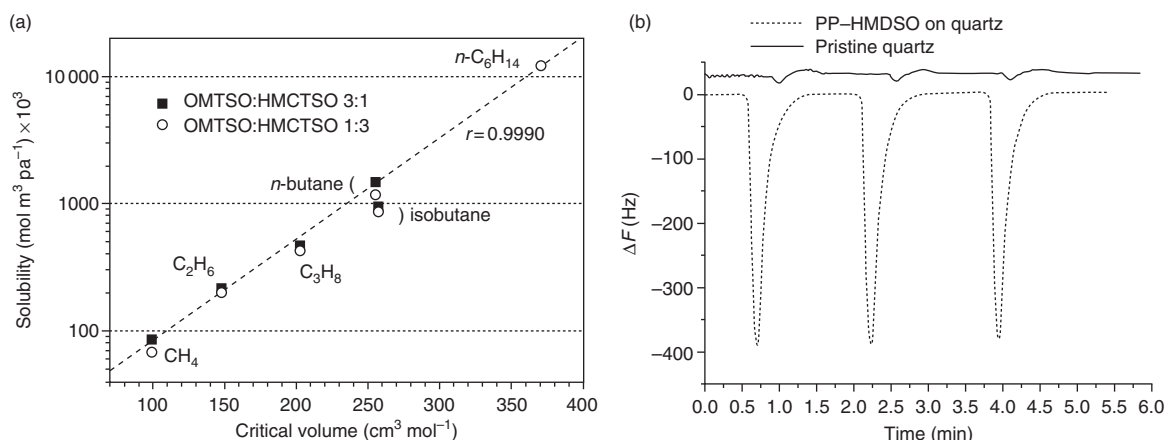 (a)
Solubility (mol m³ pa⁻¹) × 10³
10 000
1000
100
n-C₆H₁₄
OMTSO:HMCTSO 3:1
OMTSO:HMCTSO 1:3
r = 0.9990
n-butane (
) isobutane
C₂H₆
C₃H₈
CH₄
100 150 200 250 300 350 400
Critical volume (cm³ mol⁻¹)
(b)
PP–HMDSO on quartz
Pristine quartz
ΔF (Hz)
0
−100
−200
−300
−400
0.0 0.5 1.0 1.5 2.0 2.5 3.0 3.5 4.0 4.5 5.0 5.5 6.0
Time (min)